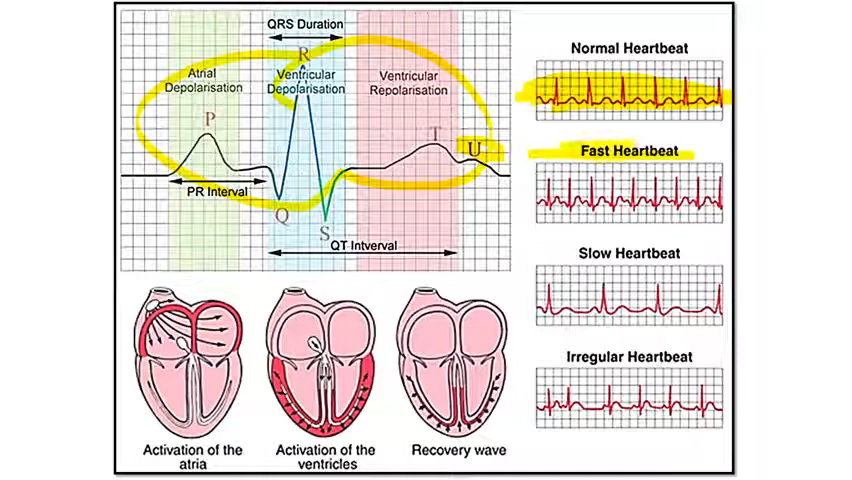 QRS Duration
R
Atrial
Depolarisation
Ventricular
Depolarisation
Ventricular
Repolarisation
P
T
U
PR Interval
Q
S
QT Intverval
Activation of the
atria
Activation of the
ventricles
Recovery wave
Normal Heartbeat
Fast Heartbeat
Slow Heartbeat
Irregular Heartbeat